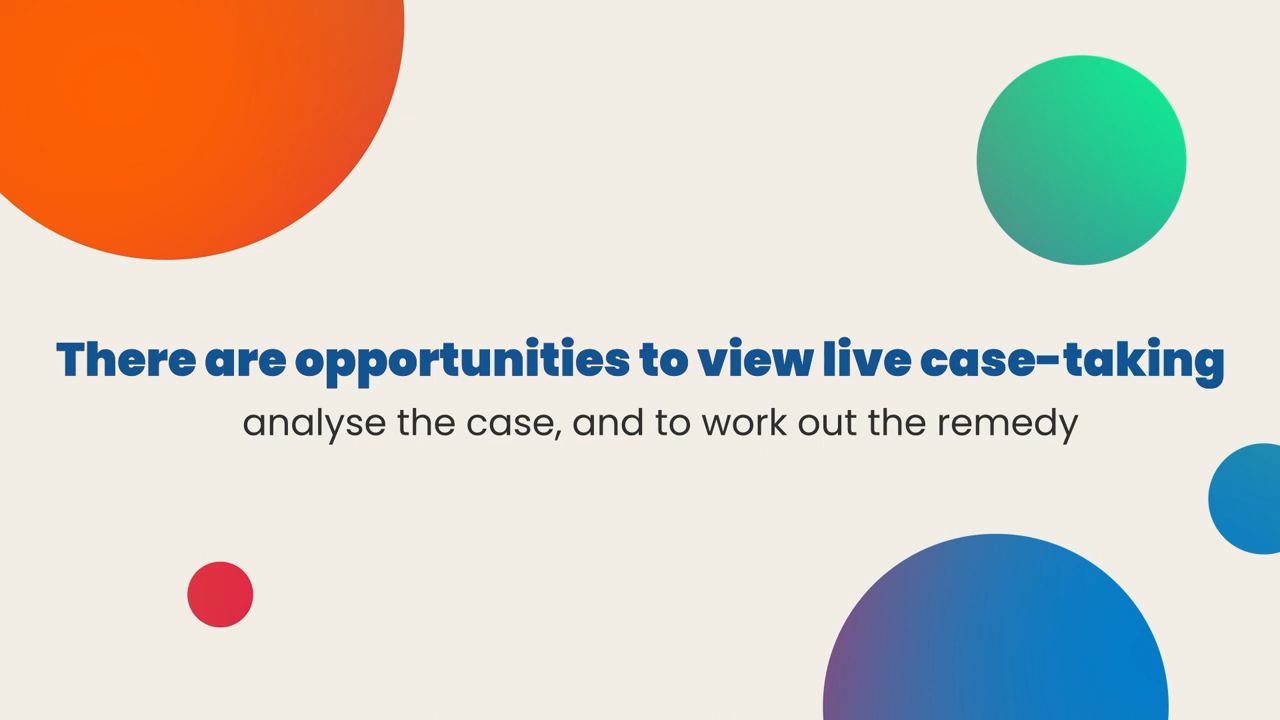 There are opportunities to view live case-taking
analyse the case, and to work out the remedy